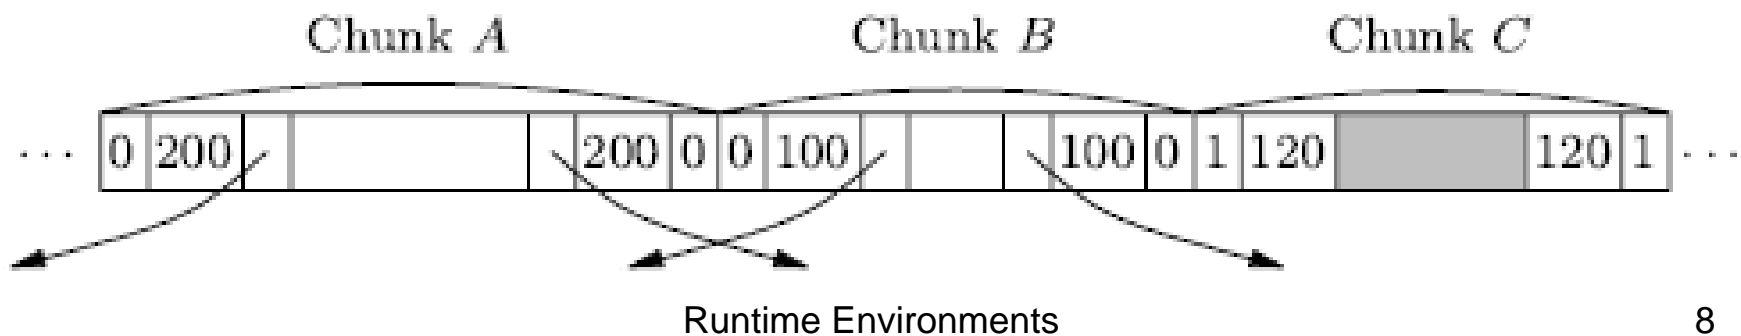 Chunk A Chunk B Chunk C
··· 0 200 200 0 0 100 100 0 1 120 120 1 ···
Runtime Environments 8